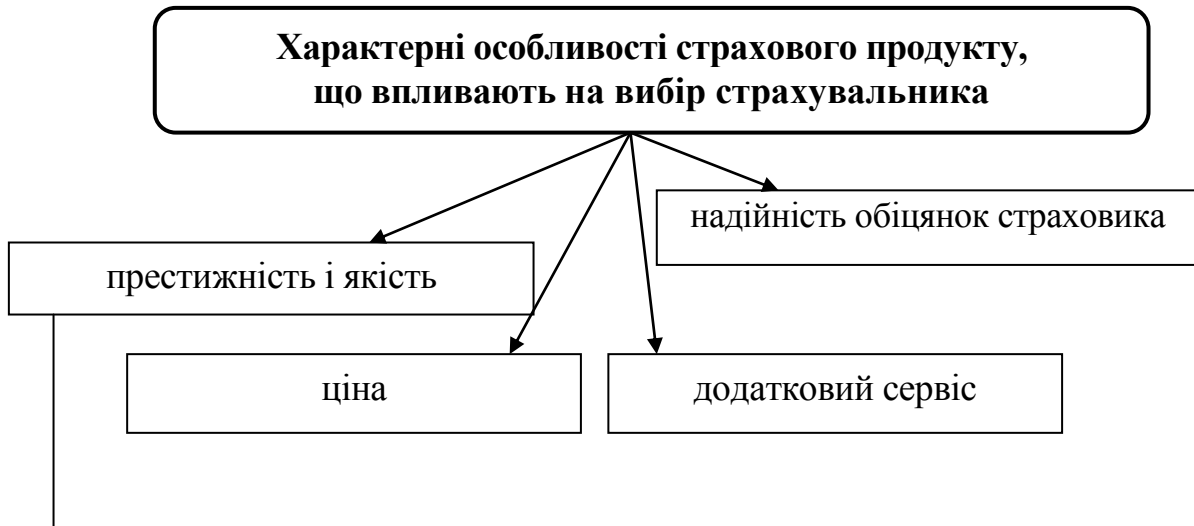 Характерні особливості страхового продукту,
що впливають на вибір страхувальника
надійність обіцянок страховика
престижність і якість
ціна
додатковий сервіс